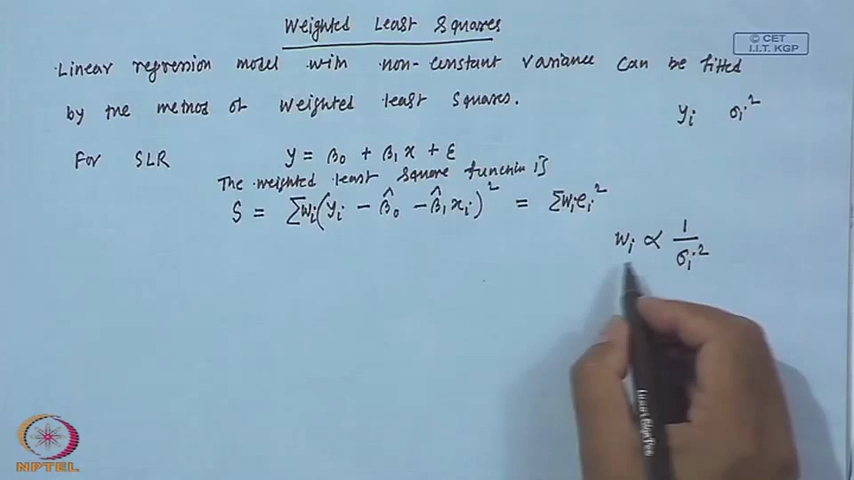 Weighted Least Squares
© CET
I.I.T. KGP
Linear regression model with non-constant variance can be fitted
by the method of weighted least squares.
yᵢ σᵢ²
For SLR y = β₀ + β₁x + ε
The weighted least square function is
S = Σwᵢ(yᵢ − β̂₀ − β̂₁xᵢ)² = Σwᵢeᵢ²
wᵢ ∝ 1/σᵢ²
NPTEL